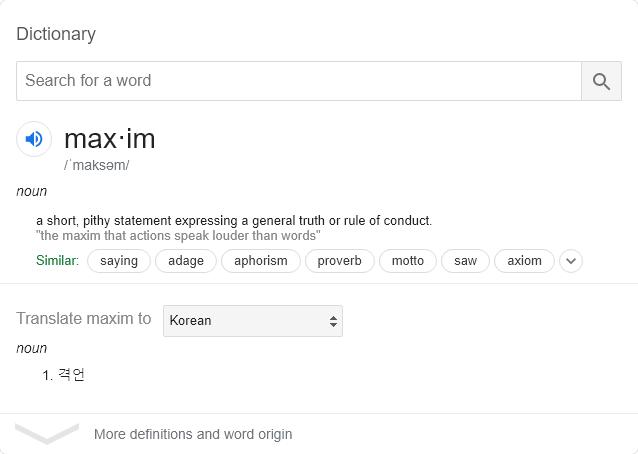 Dictionary
Search for a word
max·im
/ˈmaksəm/
noun
a short, pithy statement expressing a general truth or rule of conduct.
"the maxim that actions speak louder than words"
Similar: saying adage aphorism proverb motto saw axiom
Translate maxim to Korean
noun
1. 격언
More definitions and word origin